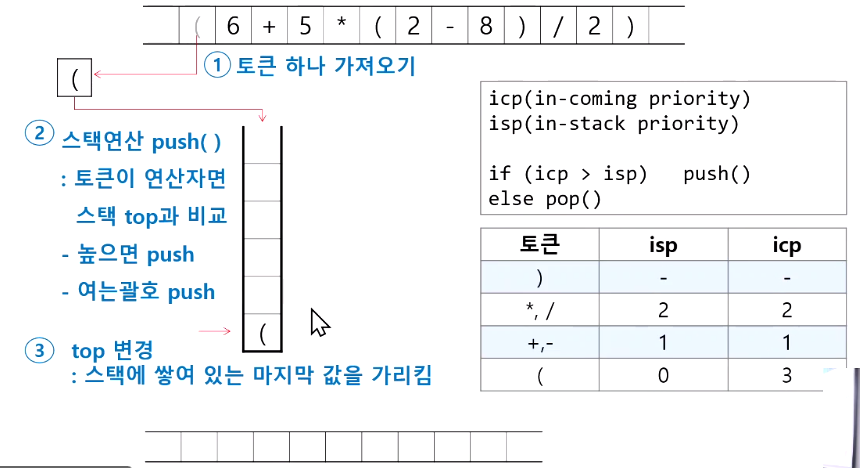 ( 6 + 5 * ( 2 - 8 ) / 2 )
① 토큰 하나 가져오기
(
② 스택연산 push( )
: 토큰이 연산자면
스택 top과 비교
- 높으면 push
- 여는괄호 push
(
③ top 변경
: 스택에 쌓여 있는 마지막 값을 가리킴
icp(in-coming priority)
isp(in-stack priority)
if (icp > isp) push()
else pop()
토큰 isp icp
) - -
*, / 2 2
+,- 1 1
( 0 3